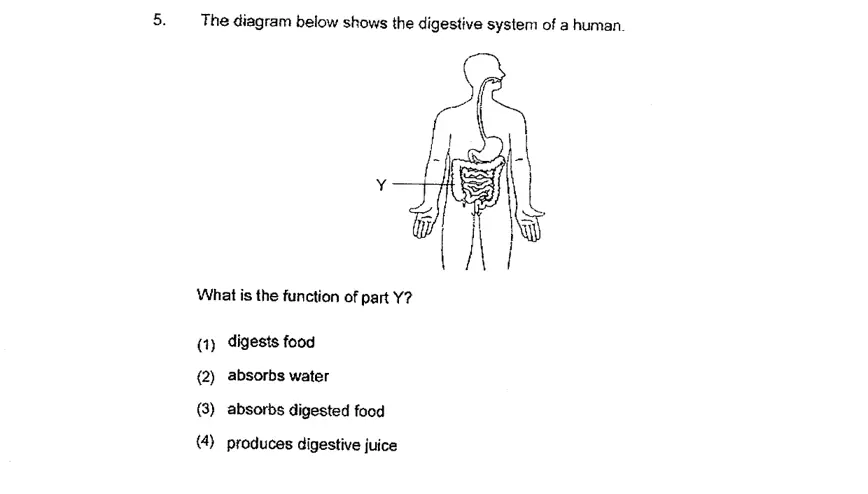 5. The diagram below shows the digestive system of a human.
Y
What is the function of part Y?
(1) digests food
(2) absorbs water
(3) absorbs digested food
(4) produces digestive juice